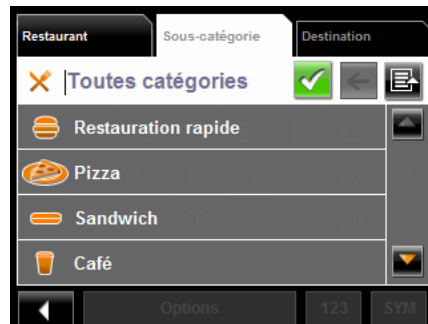 Restaurant Sous-catégorie Destination
Toutes catégories
Restauration rapide
Pizza
Sandwich
Café
Options 123 SYM